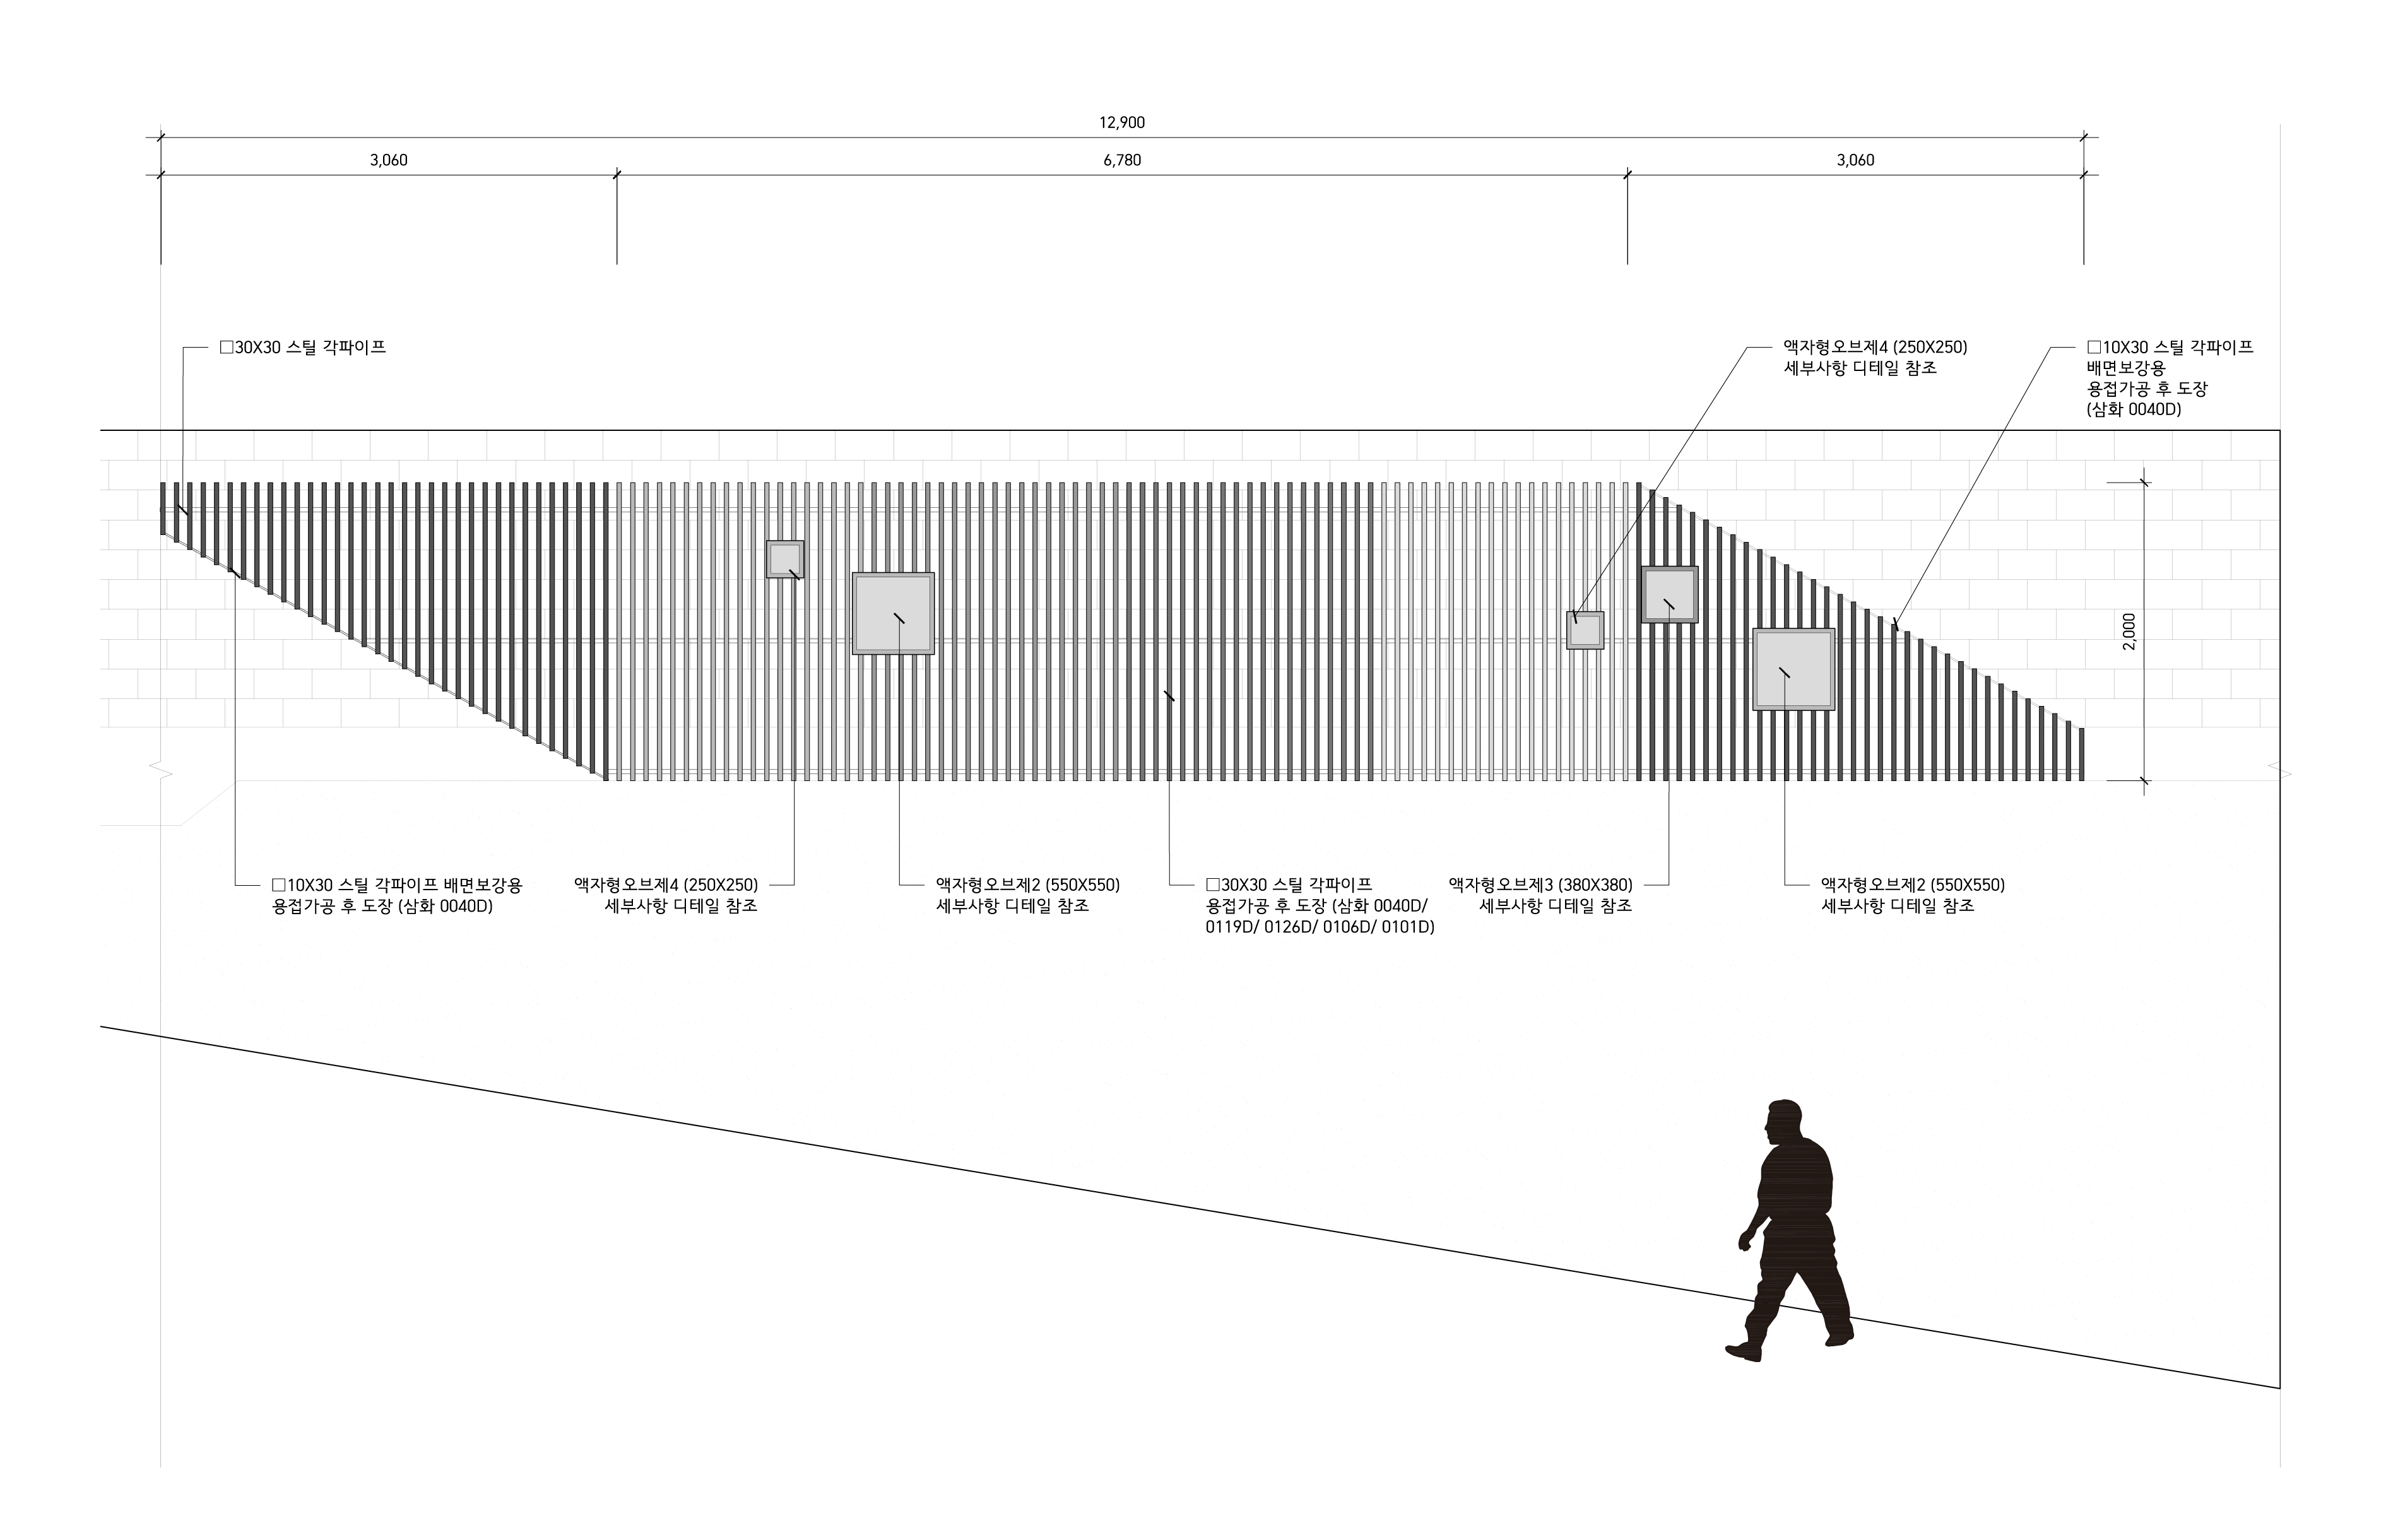 12,900
3,060
6,780
3,060
□30X30 스틸 각파이프
액자형오브제4 (250X250)
세부사항 디테일 참조
□10X30 스틸 각파이프
배면보강용
용접가공 후 도장
(삼화 0040D)
2,000
□10X30 스틸 각파이프 배면보강용
용접가공 후 도장 (삼화 0040D)
액자형오브제4 (250X250)
세부사항 디테일 참조
액자형오브제2 (550X550)
세부사항 디테일 참조
□30X30 스틸 각파이프
용접가공 후 도장 (삼화 0040D/
0119D/ 0126D/ 0106D/ 0101D)
액자형오브제3 (380X380)
세부사항 디테일 참조
액자형오브제2 (550X550)
세부사항 디테일 참조